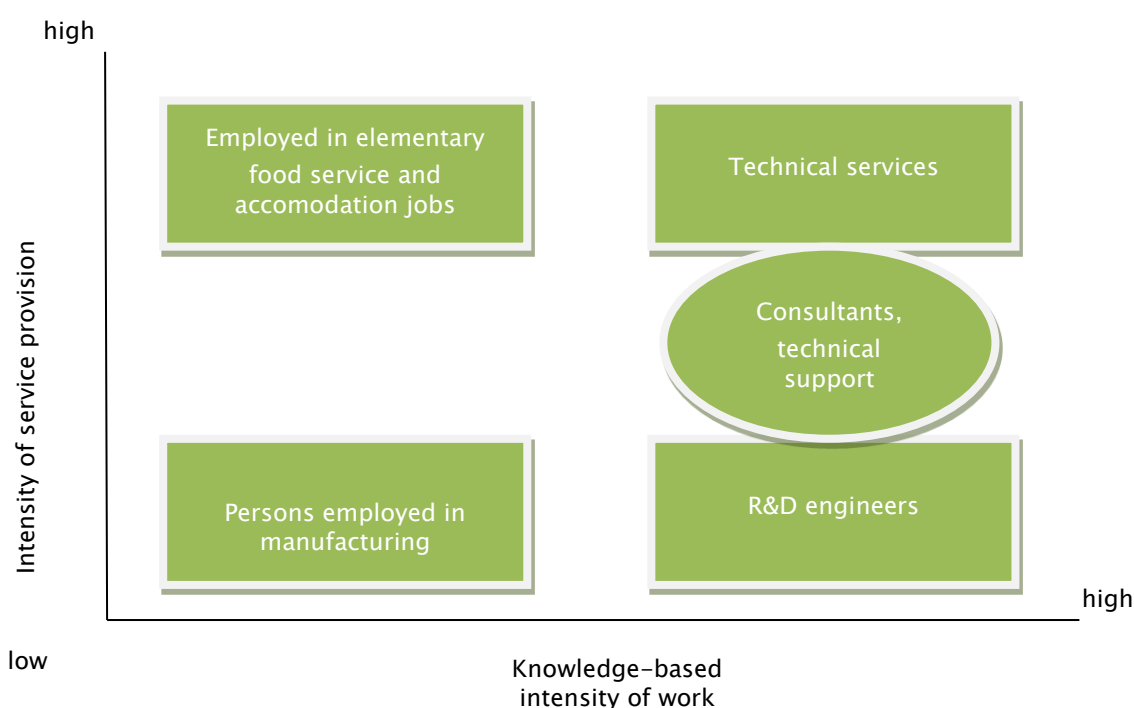 high
Employed in elementary
food service and
accomodation jobs
Technical services
Intensity of service provision
Consultants,
technical
support
Persons employed in
manufacturing
R&D engineers
high
low
Knowledge-based
intensity of work